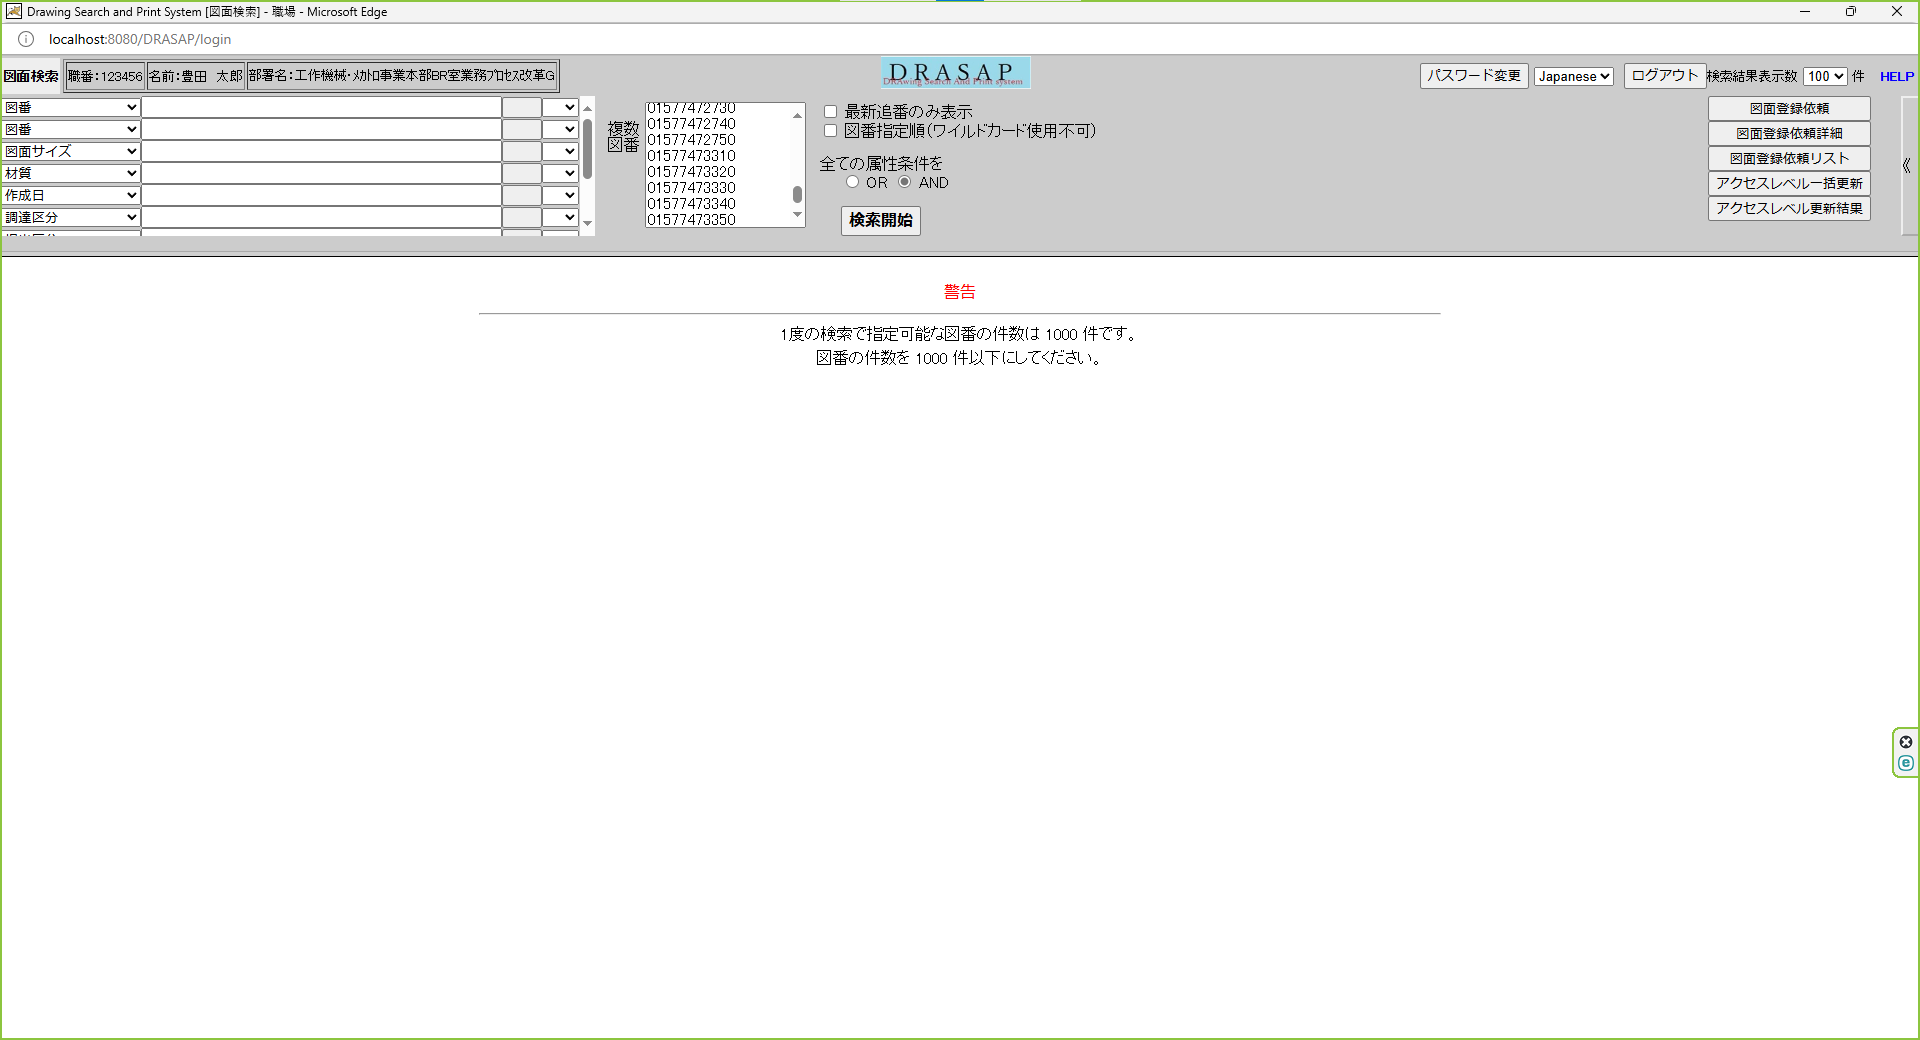 Drawing Search and Print System [図面検索] - 職場 - Microsoft Edge
localhost:8080/DRASAP/login
図面検索 職番:123456 名前:豊田 太郎 部署名:工作機械・ﾒｶﾄﾛ事業本部BR室業務ﾌﾟﾛｾｽ改革G
DRASAP
DRAwing Search And Print system
パスワード変更 Japanese ログアウト 検索結果表示数 100 件 HELP
図番
図番
図面サイズ
材質
作成日
調達区分
複数
図番
01577472730
01577472740
01577472750
01577473310
01577473320
01577473330
01577473340
01577473350
最新追番のみ表示
図番指定順(ワイルドカード使用不可)
全ての属性条件を
OR AND
検索開始
図面登録依頼
図面登録依頼詳細
図面登録依頼リスト
アクセスレベル一括更新
アクセスレベル更新結果
《
警告
1度の検索で指定可能な図番の件数は 1000 件です。
図番の件数を 1000 件以下にしてください。